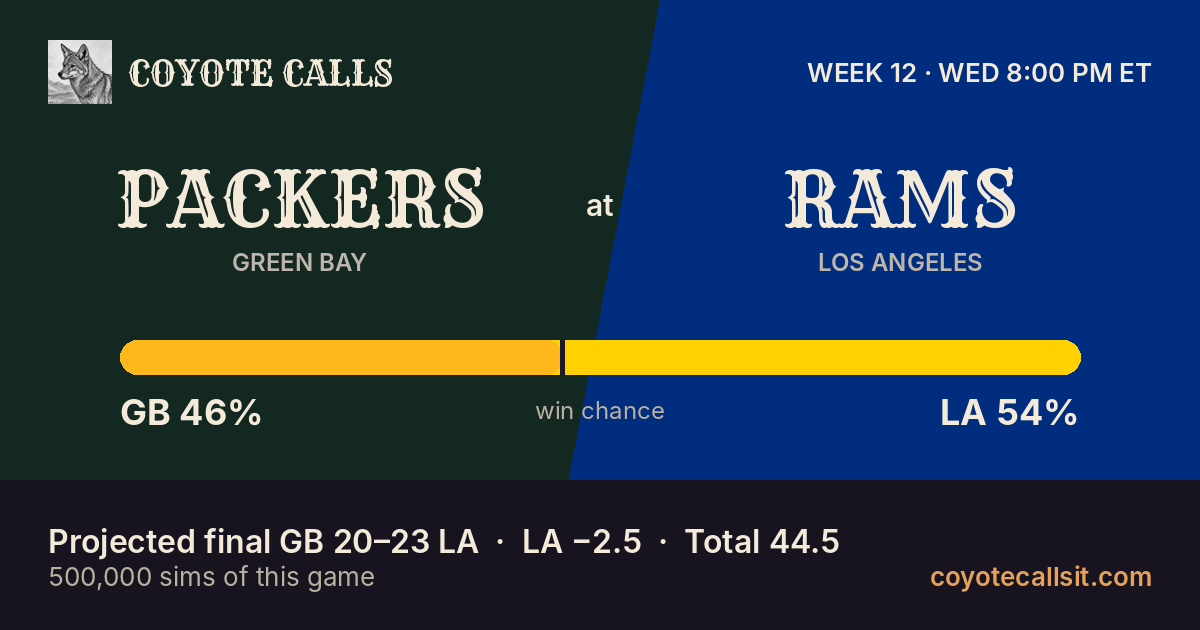 COYOTE CALLS
WEEK 12 · WED 8:00 PM ET
PACKERS
at
RAMS
GREEN BAY
LOS ANGELES
GB 46%
win chance
LA 54%
Projected final GB 20–23 LA · LA −2.5 · Total 44.5
500,000 sims of this game
coyotecallsit.com